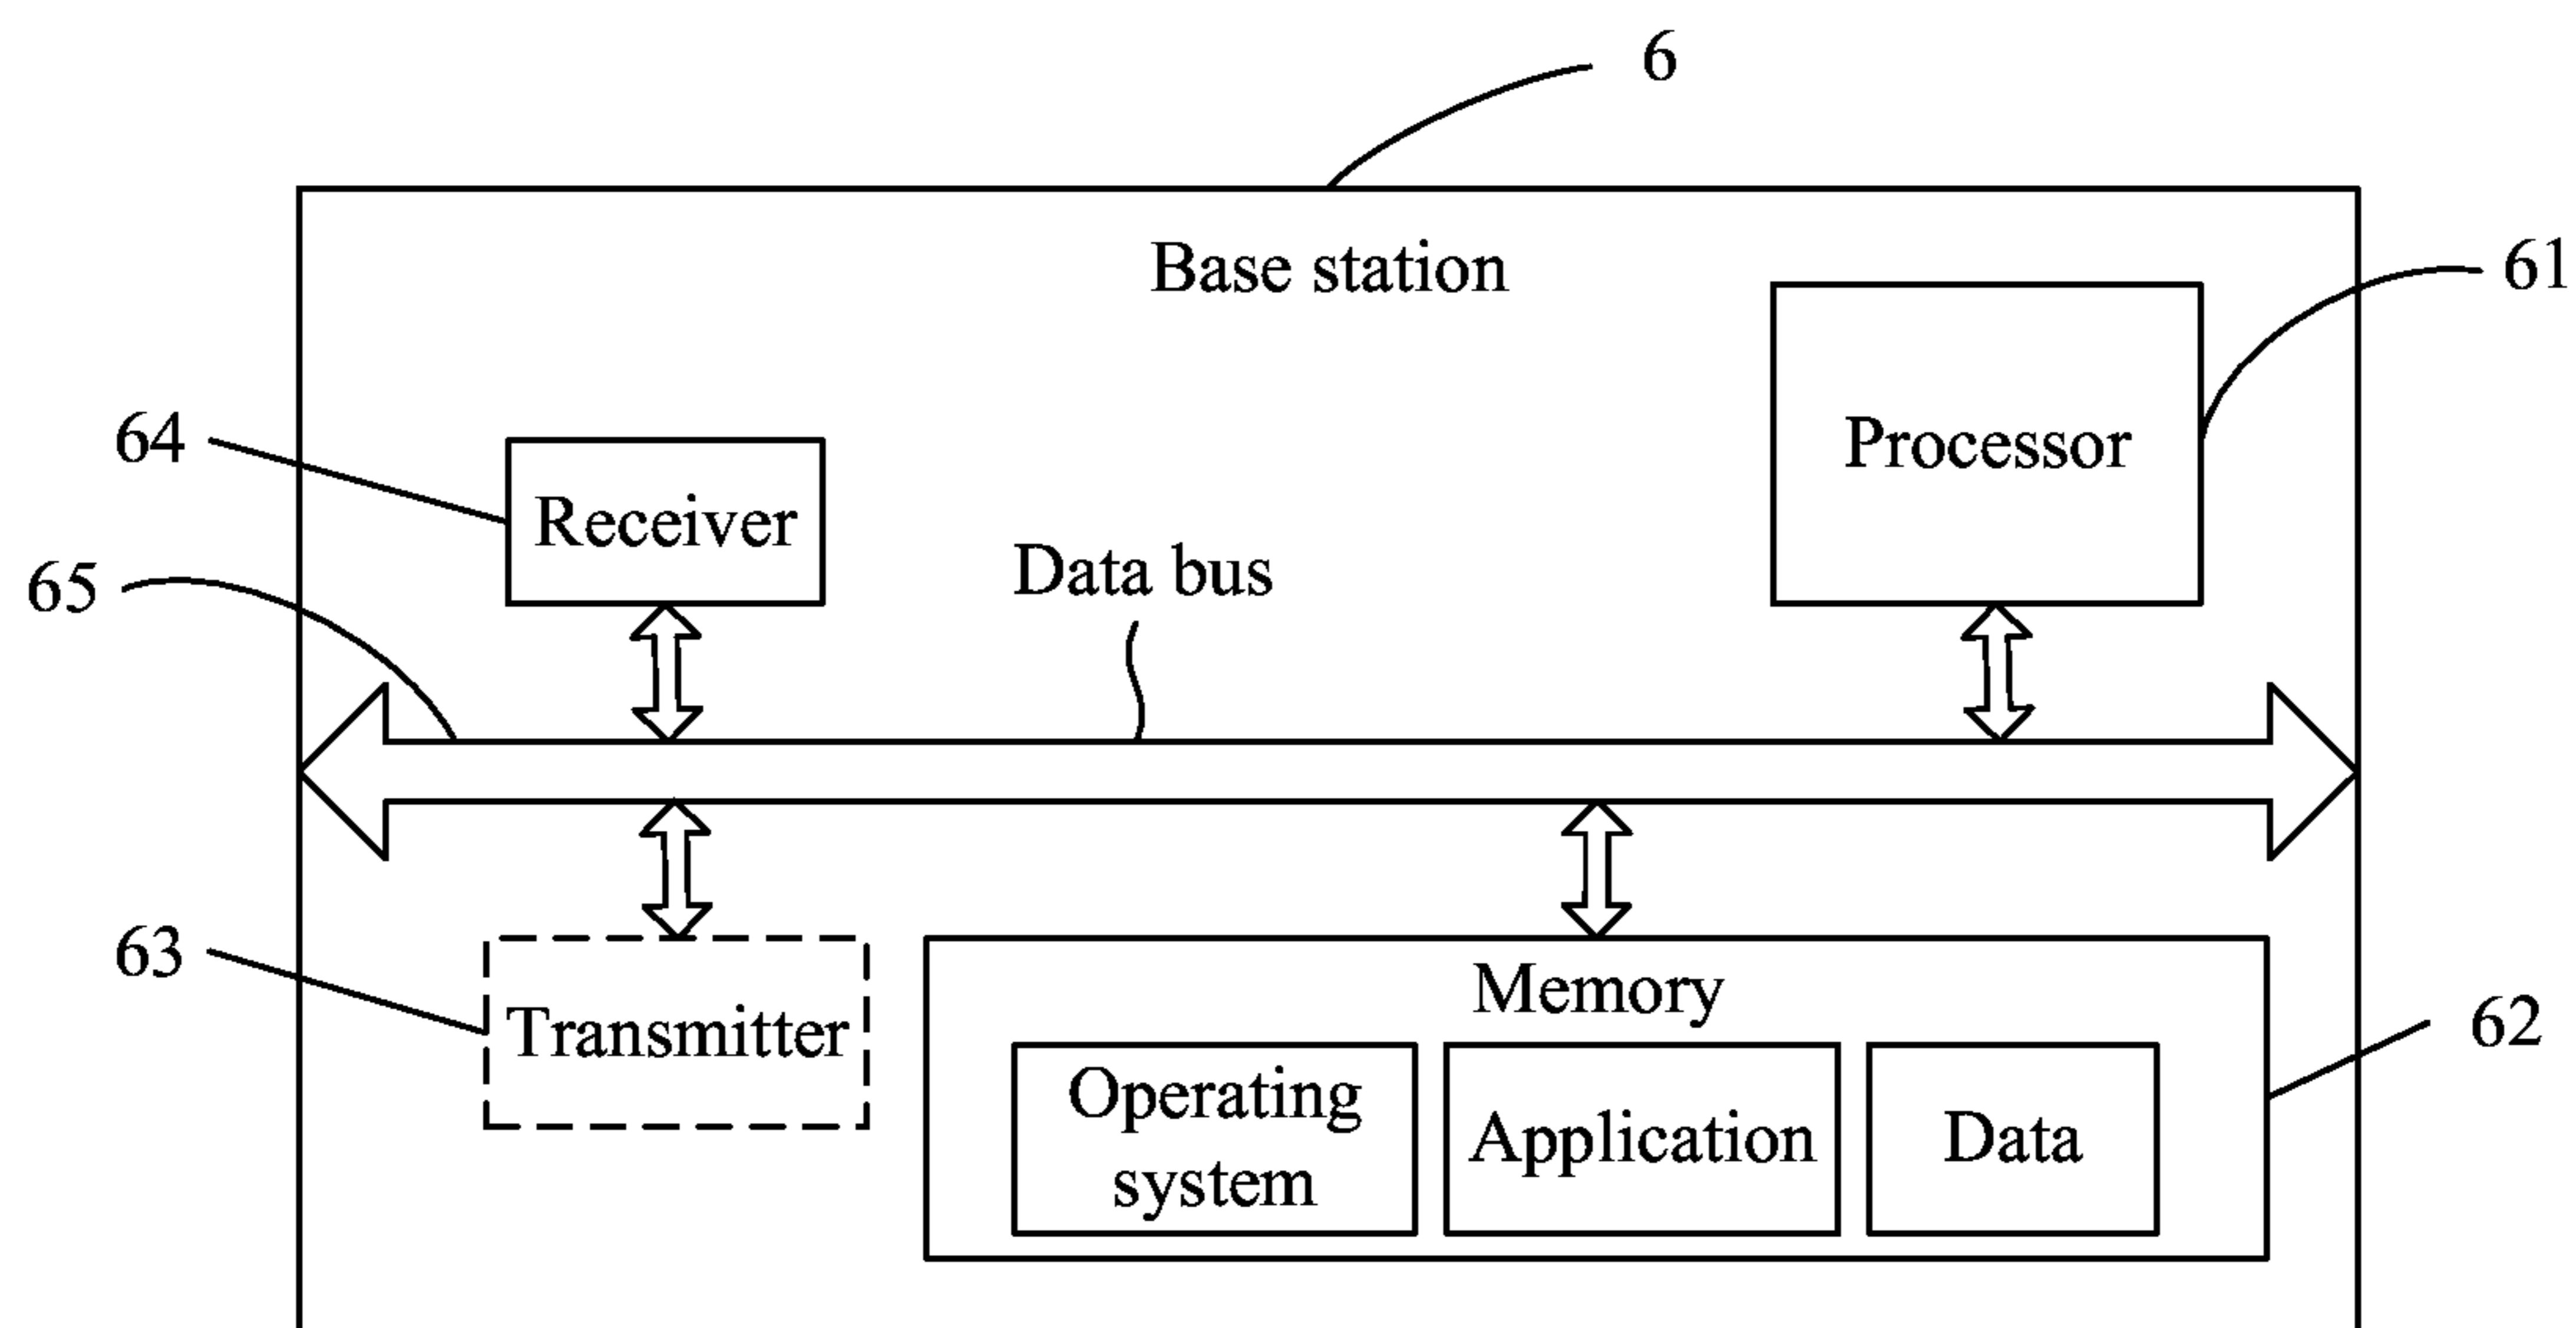 6
Base station
61
Processor
64
Receiver
Data bus
65
63
Transmitter
Memory
62
Operating
system
Application
Data